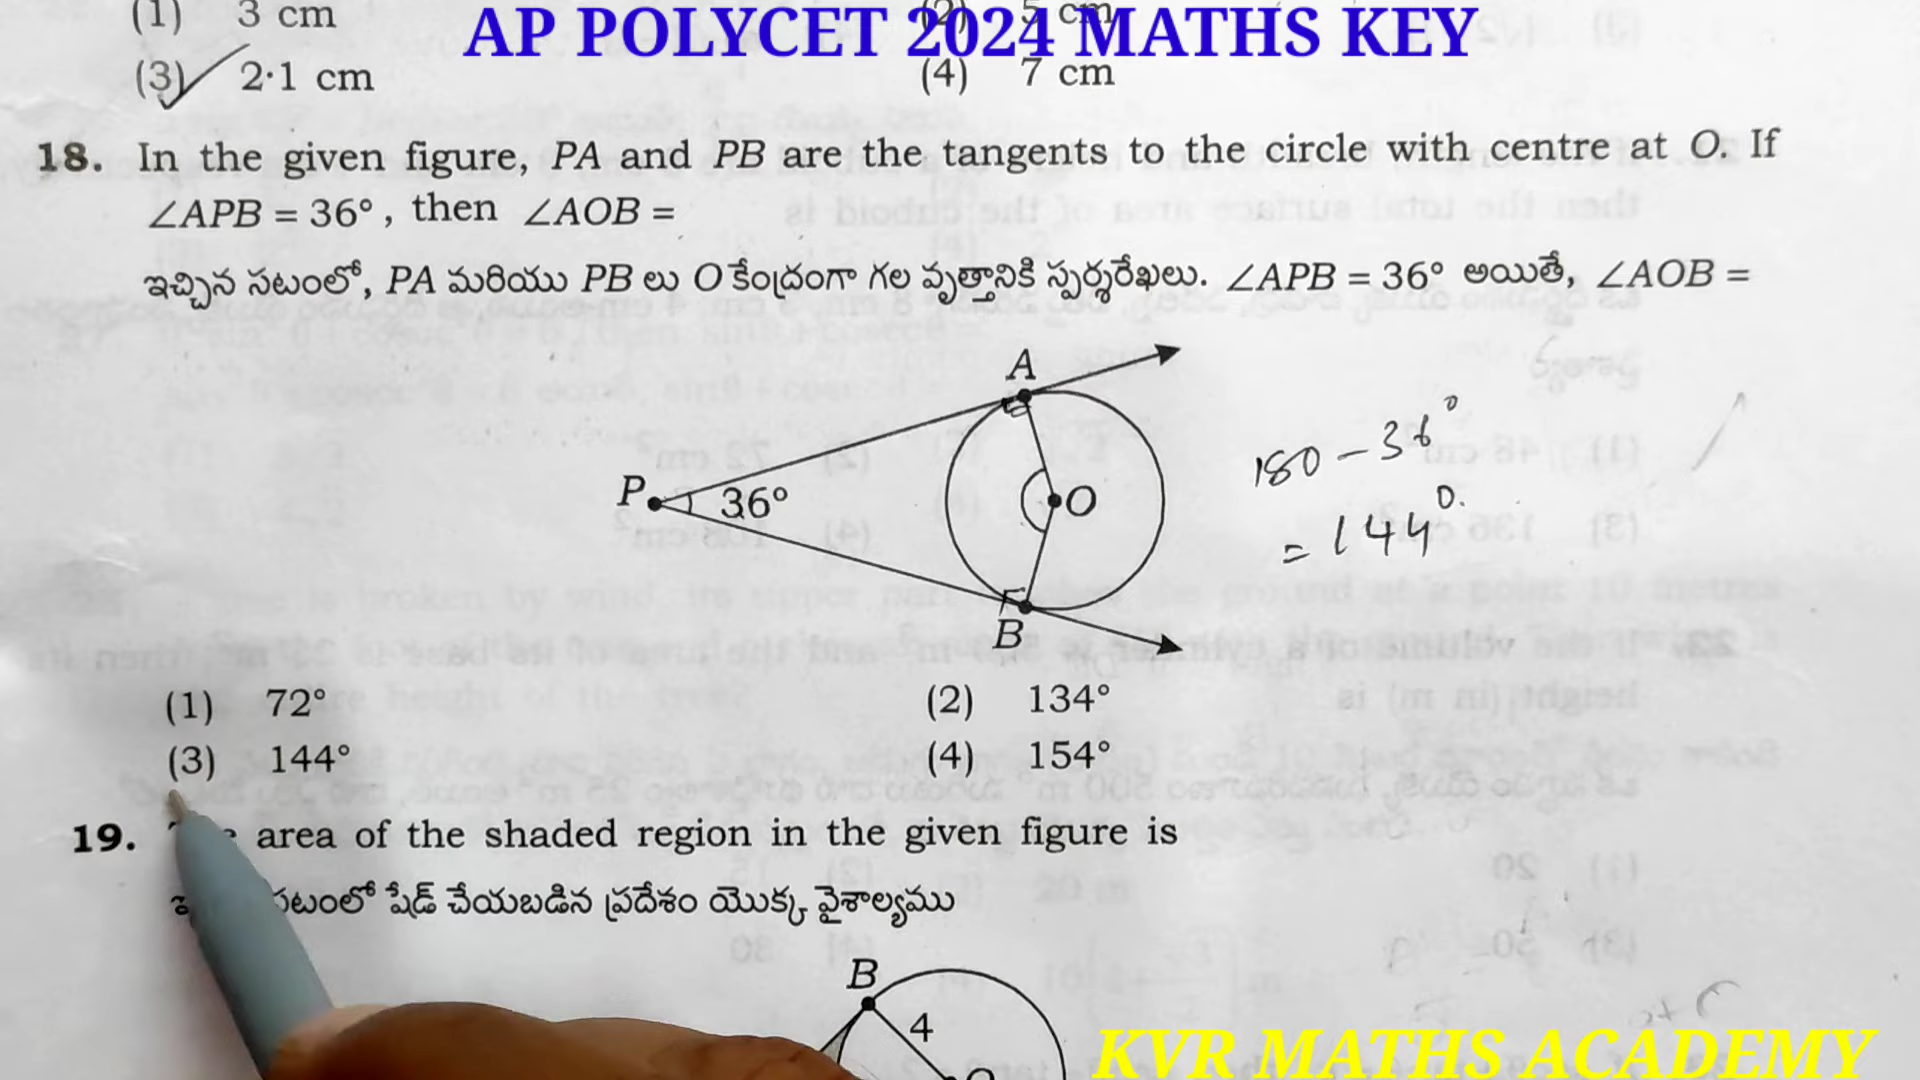 (1) 3 cm (2) 5 cm
AP POLYCET 2024 MATHS KEY
(3) 2·1 cm (4) 7 cm
18. In the given figure, PA and PB are the tangents to the circle with centre at O. If
∠APB = 36°, then ∠AOB =
ఇచ్చిన పటంలో, PA మరియు PB లు O కేంద్రంగా గల వృత్తానికి స్పర్శరేఖలు. ∠APB = 36° అయితే, ∠AOB =
A
P 36° O
B
180 - 36°
= 144°.
(1) 72° (2) 134°
(3) 144° (4) 154°
19. area of the shaded region in the given figure is
పటంలో షేడ్ చేయబడిన ప్రదేశం యొక్క వైశాల్యము
B
4
O
KVR MATHS ACADEMY